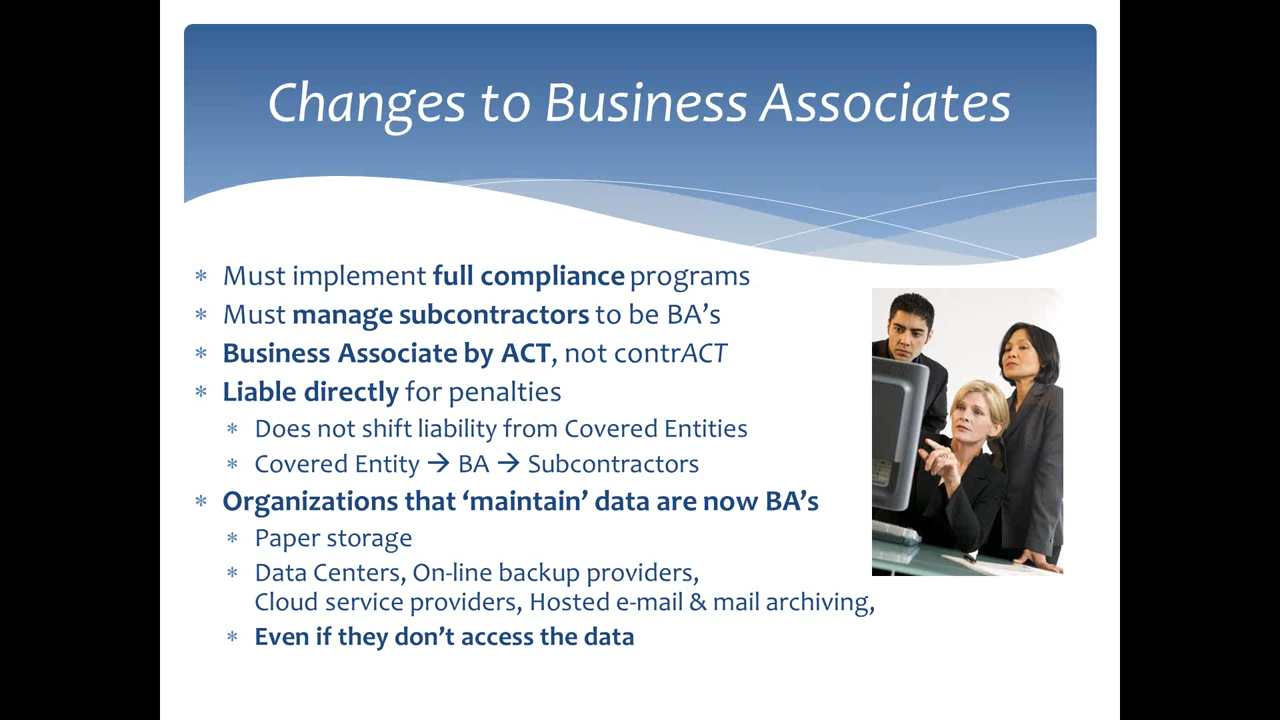 Changes to Business Associates
* Must implement full compliance programs
* Must manage subcontractors to be BA’s
* Business Associate by ACT, not contrACT
* Liable directly for penalties
* Does not shift liability from Covered Entities
* Covered Entity → BA → Subcontractors
* Organizations that ‘maintain’ data are now BA’s
* Paper storage
* Data Centers, On-line backup providers,
Cloud service providers, Hosted e-mail & mail archiving,
* Even if they don’t access the data